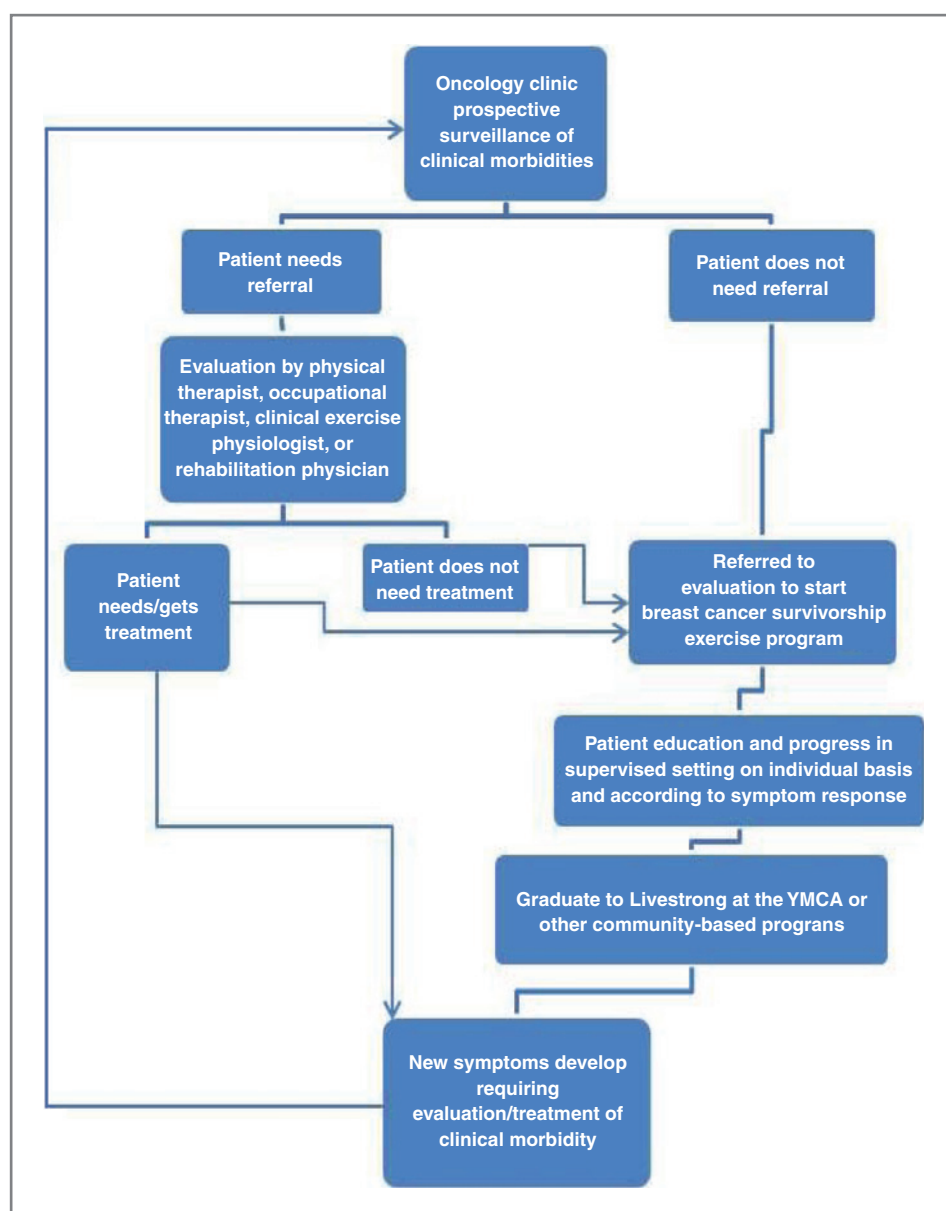 Oncology clinic
prospective
surveillance of
clinical morbidities
Patient needs
referral
Patient does not
need referral
Evaluation by physical
therapist, occupational
therapist, clinical exercise
physiologist, or
rehabilitation physician
Patient
needs/gets
treatment
Patient does not
need treatment
Referred to
evaluation to start
breast cancer survivorship
exercise program
Patient education and progress in
supervised setting on individual basis
and according to symptom response
Graduate to Livestrong at the YMCA or
other community-based prograns
New symptoms develop
requiring
evaluation/treatment of
clinical morbidity